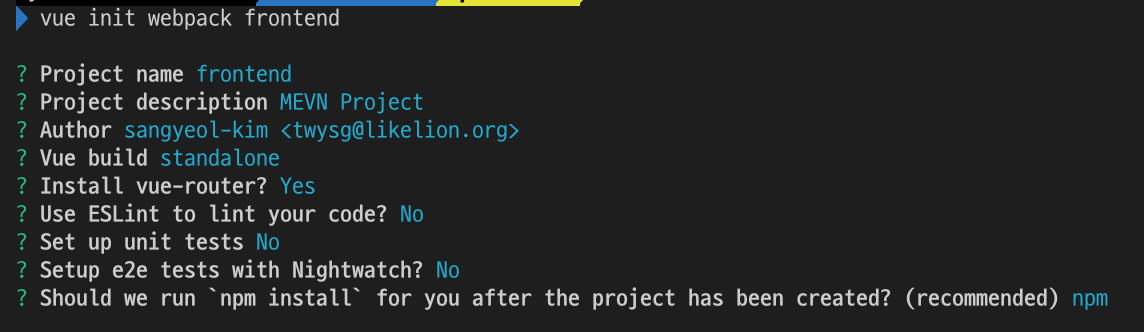 vue init webpack frontend
? Project name frontend
? Project description MEVN Project
? Author sangyeol-kim <twysg@likelion.org>
? Vue build standalone
? Install vue-router? Yes
? Use ESLint to lint your code? No
? Set up unit tests No
? Setup e2e tests with Nightwatch? No
? Should we run `npm install` for you after the project has been created? (recommended) npm